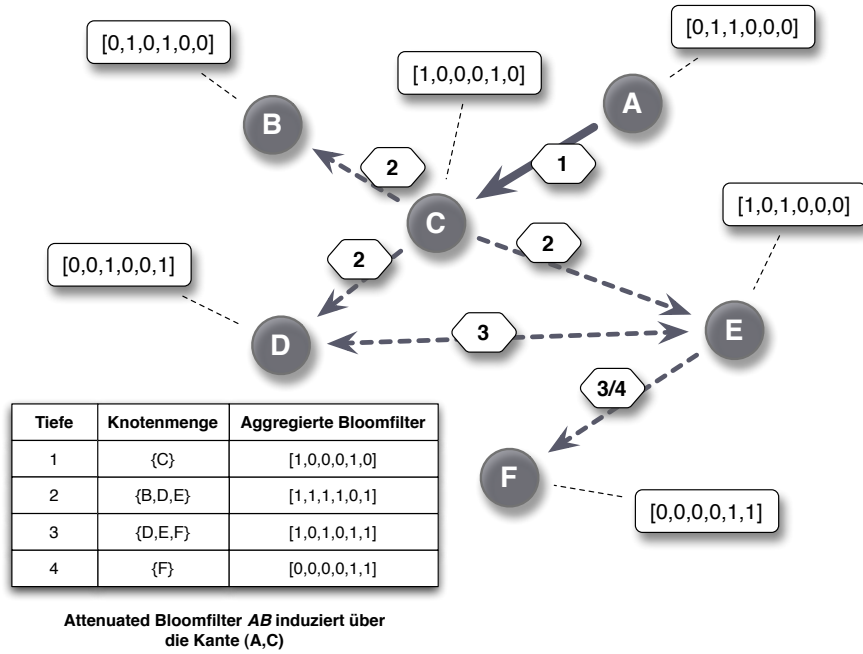 [0,1,0,1,0,0]
[0,1,1,0,0,0]
[1,0,0,0,1,0]
A
B
1
2
[1,0,1,0,0,0]
C
2
[0,0,1,0,0,1]
2
E
D
3
3/4
Tiefe Knotenmenge Aggregierte Bloomfilter
1 {C} [1,0,0,0,1,0]
2 {B,D,E} [1,1,1,1,0,1]
3 {D,E,F} [1,0,1,0,1,1]
4 {F} [0,0,0,0,1,1]
F
[0,0,0,0,1,1]
Attenuated Bloomfilter AB induziert über
die Kante (A,C)